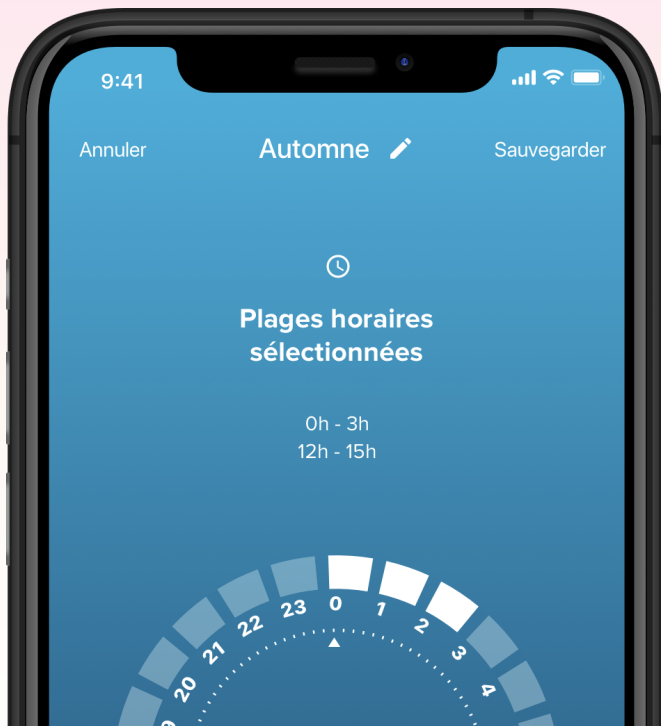 9:41
Annuler
Automne
Sauvegarder
Plages horaires
sélectionnées
0h - 3h
12h - 15h
20
21
22
23
0
1
2
3
4